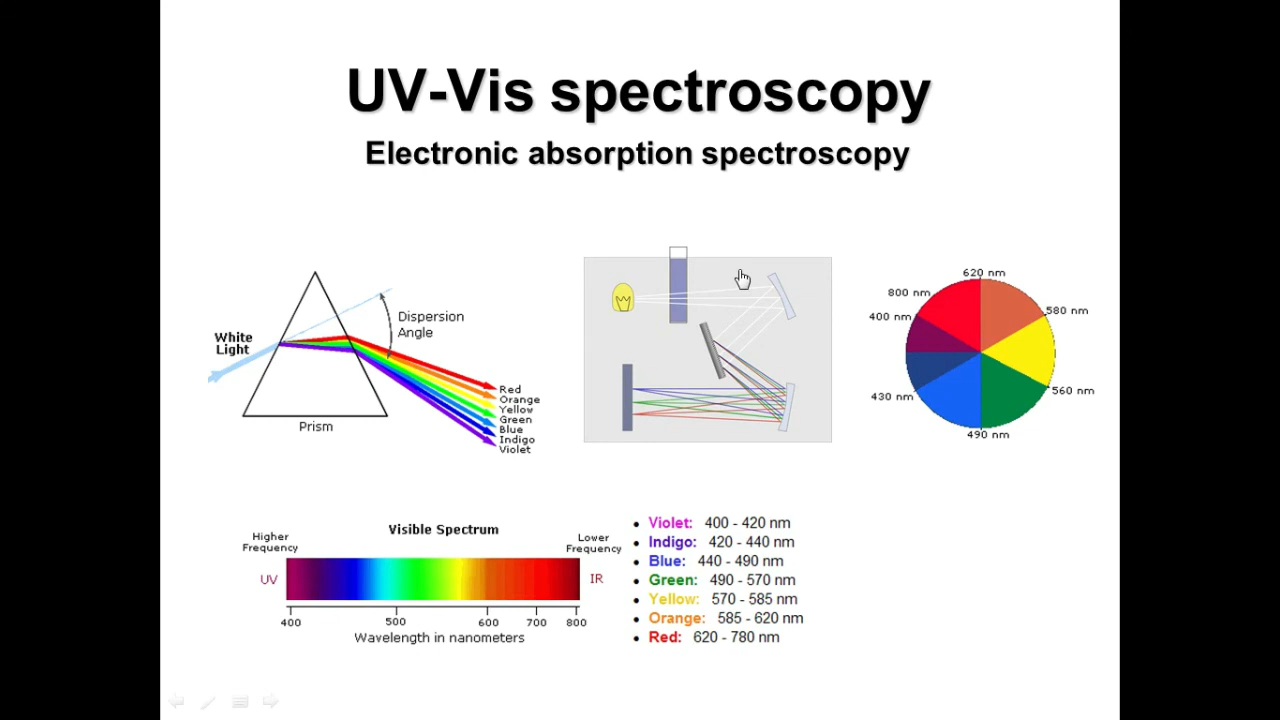 UV-Vis spectroscopy
Electronic absorption spectroscopy
White
Light
Dispersion
Angle
Prism
Red
Orange
Yellow
Green
Blue
Indigo
Violet
620 nm
800 nm
580 nm
400 nm
560 nm
430 nm
490 nm
Visible Spectrum
Higher
Frequency
Lower
Frequency
UV
IR
400 500 600 700 800
Wavelength in nanometers
• Violet: 400 - 420 nm
• Indigo: 420 - 440 nm
• Blue: 440 - 490 nm
• Green: 490 - 570 nm
• Yellow: 570 - 585 nm
• Orange: 585 - 620 nm
• Red: 620 - 780 nm